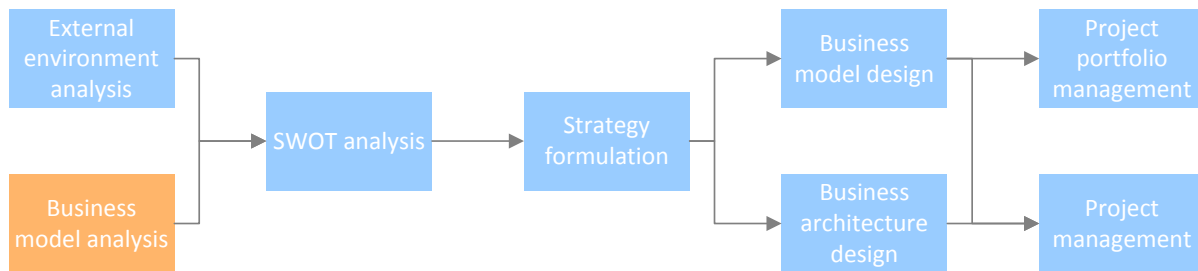 External
environment
analysis
Business
model analysis
SWOT analysis
Strategy
formulation
Business
model design
Business
architecture
design
Project
portfolio
management
Project
management